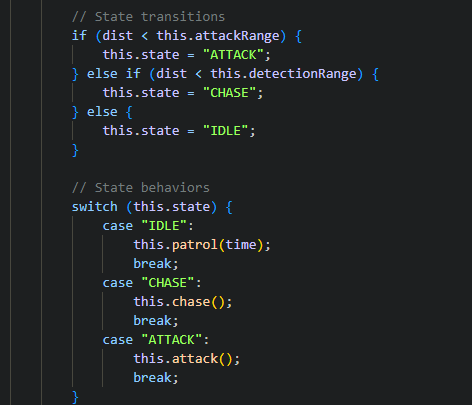 // State transitions
if (dist < this.attackRange) {
    this.state = "ATTACK";
} else if (dist < this.detectionRange) {
    this.state = "CHASE";
} else {
    this.state = "IDLE";
}

// State behaviors
switch (this.state) {
    case "IDLE":
        this.patrol(time);
        break;
    case "CHASE":
        this.chase();
        break;
    case "ATTACK":
        this.attack();
        break;
}